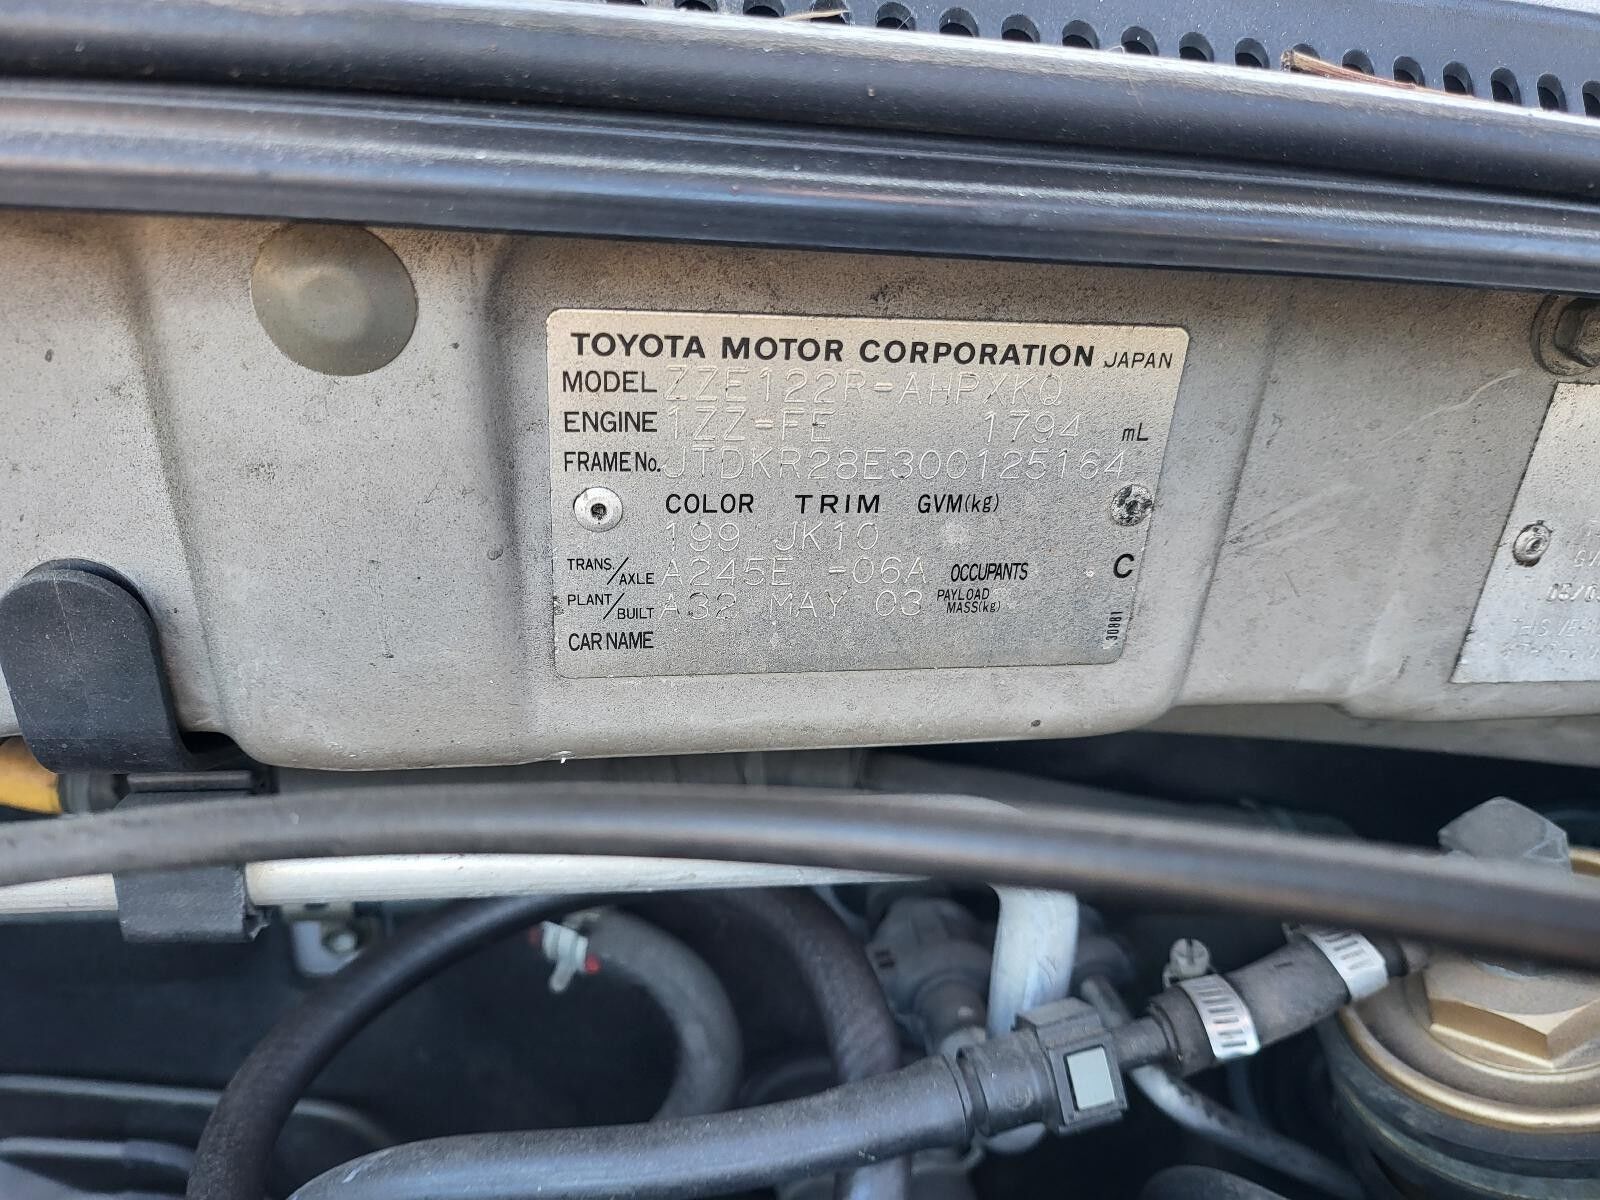 TOYOTA MOTOR CORPORATION JAPAN
MODEL ZZE122R-AHPXKQ
ENGINE 1ZZ-FE 1794 mL
FRAME No. JTDKR28E300125164
COLOR TRIM GVM(kg)
199 JK10
TRANS./AXLE A245E -06A OCCUPANTS C
PLANT/BUILT A32 MAY 03 PAYLOAD MASS(kg)
CAR NAME
30881